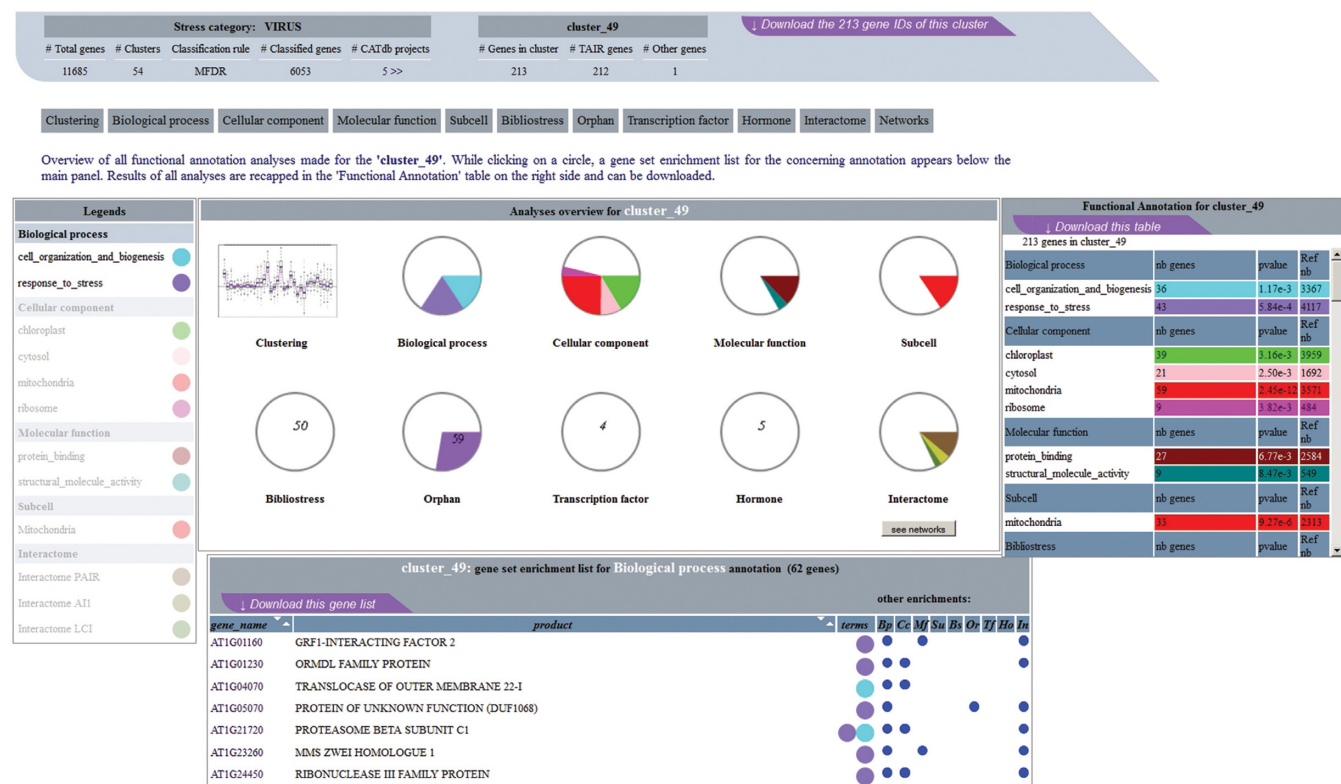 Stress category: VIRUS
# Total genes # Clusters Classification rule # Classified genes # CATdb projects
11685 54 MFDR 6053 5 >>
cluster_49
# Genes in cluster # TAIR genes # Other genes
213 212 1
↓ Download the 213 gene IDs of this cluster
Clustering Biological process Cellular component Molecular function Subcell Bibliostress Orphan Transcription factor Hormone Interactome Networks
Overview of all functional annotation analyses made for the 'cluster_49'. While clicking on a circle, a gene set enrichment list for the concerning annotation appears below the
main panel. Results of all analyses are recapped in the 'Functional Annotation' table on the right side and can be downloaded.
Legends
Biological process
cell_organization_and_biogenesis
response_to_stress
Cellular component
chloroplast
cytosol
mitochondria
ribosome
Molecular function
protein_binding
structural_molecule_activity
Subcell
Mitochondria
Interactome
Interactome PAIR
Interactome AI1
Interactome LCI
Analyses overview for cluster_49
Clustering Biological process Cellular component Molecular function Subcell
50 59 4 5
Bibliostress Orphan Transcription factor Hormone Interactome
see networks
Functional Annotation for cluster_49
↓ Download this table
213 genes in cluster_49
Biological process nb genes pvalue Ref nb
cell_organization_and_biogenesis 36 1.17e-3 3367
response_to_stress 43 5.84e-4 4117
Cellular component nb genes pvalue Ref nb
chloroplast 39 3.16e-3 3959
cytosol 21 2.50e-3 1692
mitochondria 59 2.45e-12 3571
ribosome 9 3.82e-3 484
Molecular function nb genes pvalue Ref nb
protein_binding 27 6.77e-3 2584
structural_molecule_activity 9 8.47e-3 549
Subcell nb genes pvalue Ref nb
mitochondria 33 9.27e-6 2313
Bibliostress nb genes pvalue Ref nb
cluster_49: gene set enrichment list for Biological process annotation (62 genes)
↓ Download this gene list
other enrichments:
gene_name product terms Bp Cc Mf Su Bs Or Tf Ho In
AT1G01160 GRF1-INTERACTING FACTOR 2
AT1G01230 ORMDL FAMILY PROTEIN
AT1G04070 TRANSLOCASE OF OUTER MEMBRANE 22-I
AT1G05070 PROTEIN OF UNKNOWN FUNCTION (DUF1068)
AT1G21720 PROTEASOME BETA SUBUNIT C1
AT1G23260 MMS ZWEI HOMOLOGUE 1
AT1G24450 RIBONUCLEASE III FAMILY PROTEIN